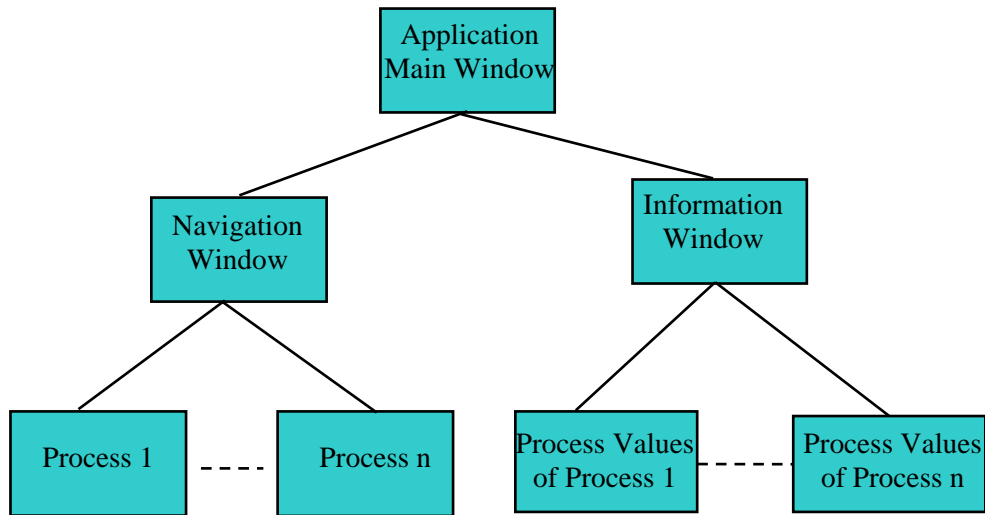 Application
Main Window
Navigation
Window
Information
Window
Process 1
Process n
Process Values
of Process 1
Process Values
of Process n